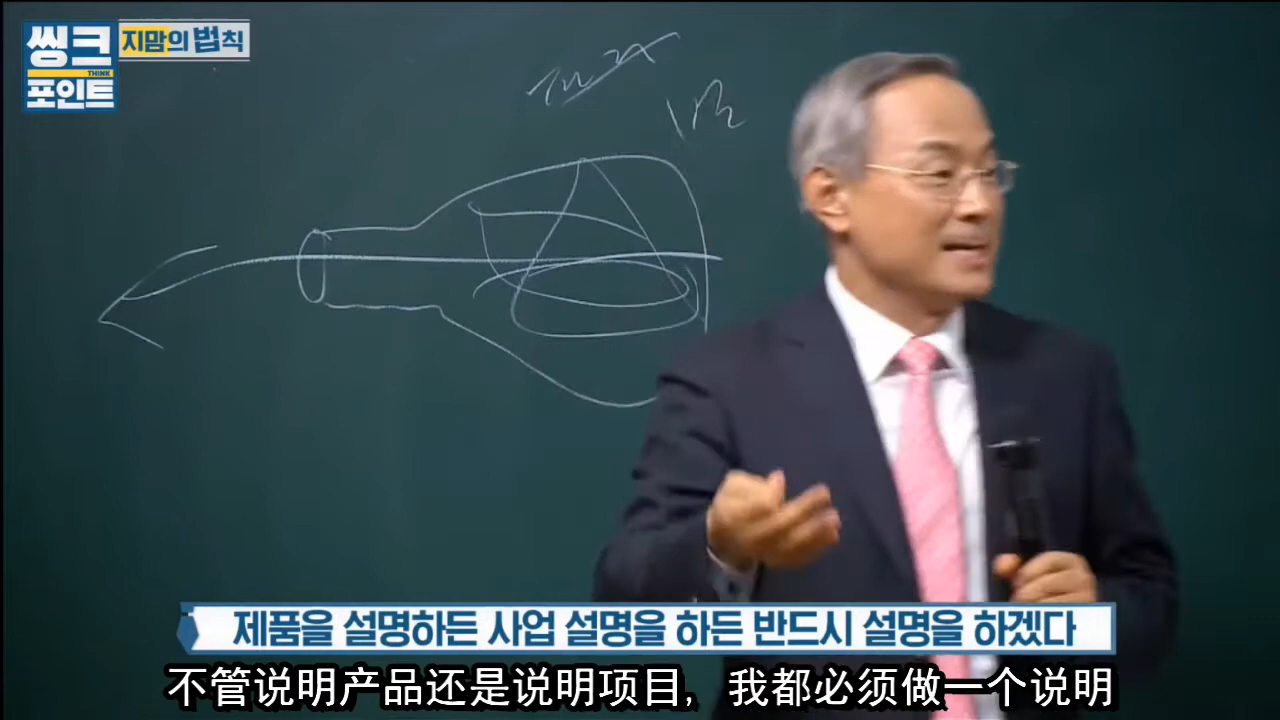 씽크
THINK
포인트
지맘의 법칙
제품을 설명하든 사업 설명을 하든 반드시 설명을 하겠다
不管说明产品还是说明项目，我都必须做一个说明